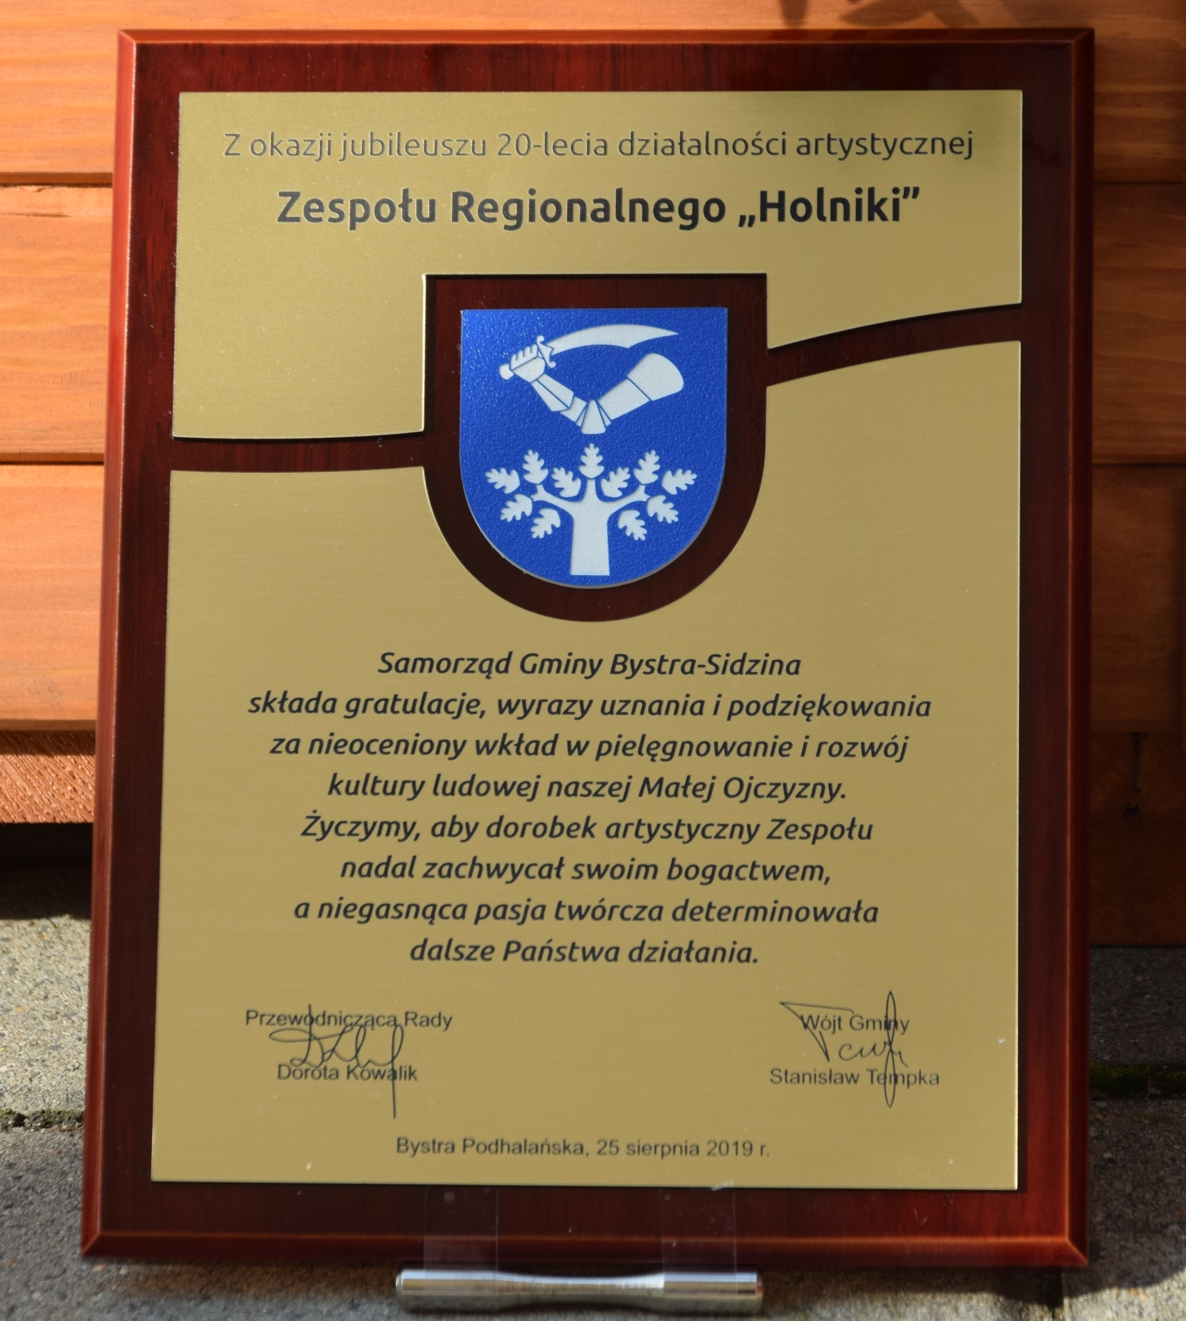 Z okazji jubileuszu 20-lecia działalności artystycznej
Zespołu Regionalnego „Holniki”
Samorząd Gminy Bystra-Sidzina
składa gratulacje, wyrazy uznania i podziękowania
za nieoceniony wkład w pielęgnowanie i rozwój
kultury ludowej naszej Małej Ojczyzny.
Życzymy, aby dorobek artystyczny Zespołu
nadal zachwycał swoim bogactwem,
a niegasnąca pasja twórcza determinowała
dalsze Państwa działania.
Przewodnicząca Rady
Dorota Kowalik
Wójt Gminy
Stanisław Tempka
Bystra Podhalańska, 25 sierpnia 2019 r.